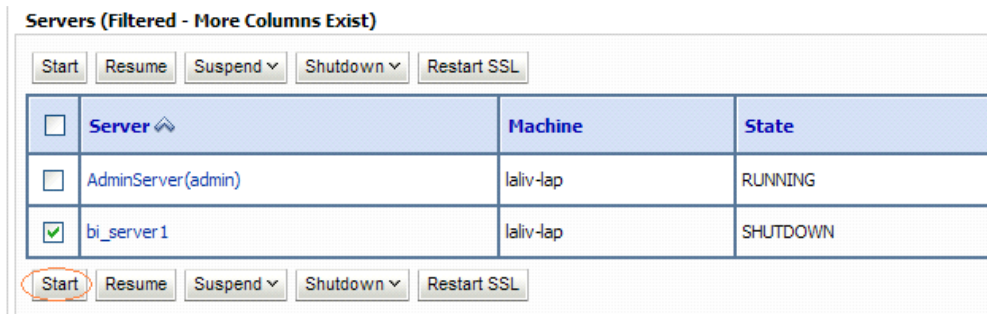 Servers (Filtered - More Columns Exist)
Start Resume Suspend Shutdown Restart SSL
Server Machine State
AdminServer(admin) laliv-lap RUNNING
bi_server1 laliv-lap SHUTDOWN
Start Resume Suspend Shutdown Restart SSL